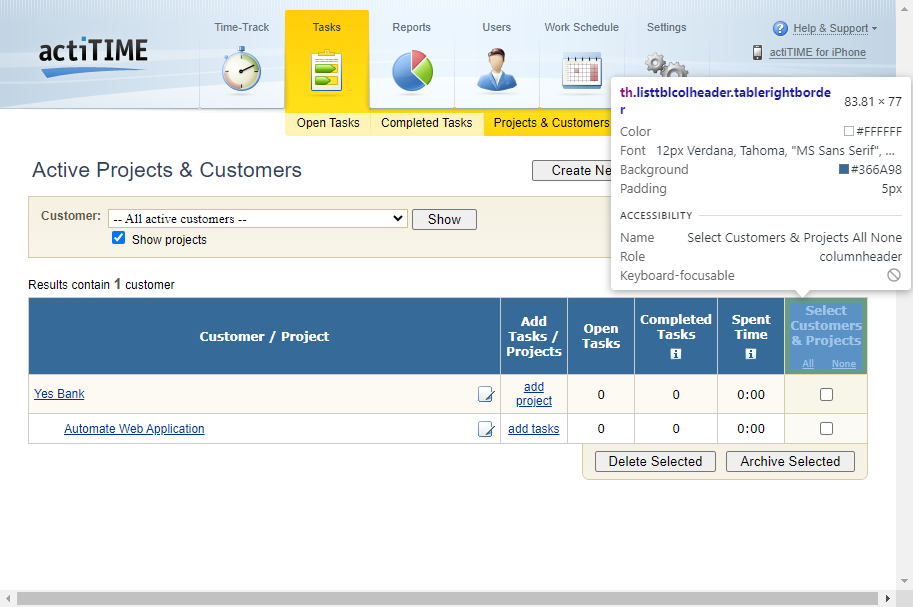 actiTIME
Time-Track
Tasks
Reports
Users
Work Schedule
Settings
Help & Support
actiTIME for iPhone
Open Tasks
Completed Tasks
Projects & Customers
th.listtblcolheader.tablerightborde
r
83.81 × 77
Color
#FFFFFF
Font
12px Verdana, Tahoma, "MS Sans Serif", ...
Background
#366A98
Padding
5px
ACCESSIBILITY
Name
Select Customers & Projects All None
Role
columnheader
Keyboard-focusable
Active Projects & Customers
Create Ne
Customer:
-- All active customers --
Show
Show projects
Results contain 1 customer
Customer / Project
Add
Tasks /
Projects
Open
Tasks
Completed
Tasks
Spent
Time
Select
Customers
& Projects
All None
Yes Bank
add
project
0
0
0:00
Automate Web Application
add tasks
0
0
0:00
Delete Selected
Archive Selected